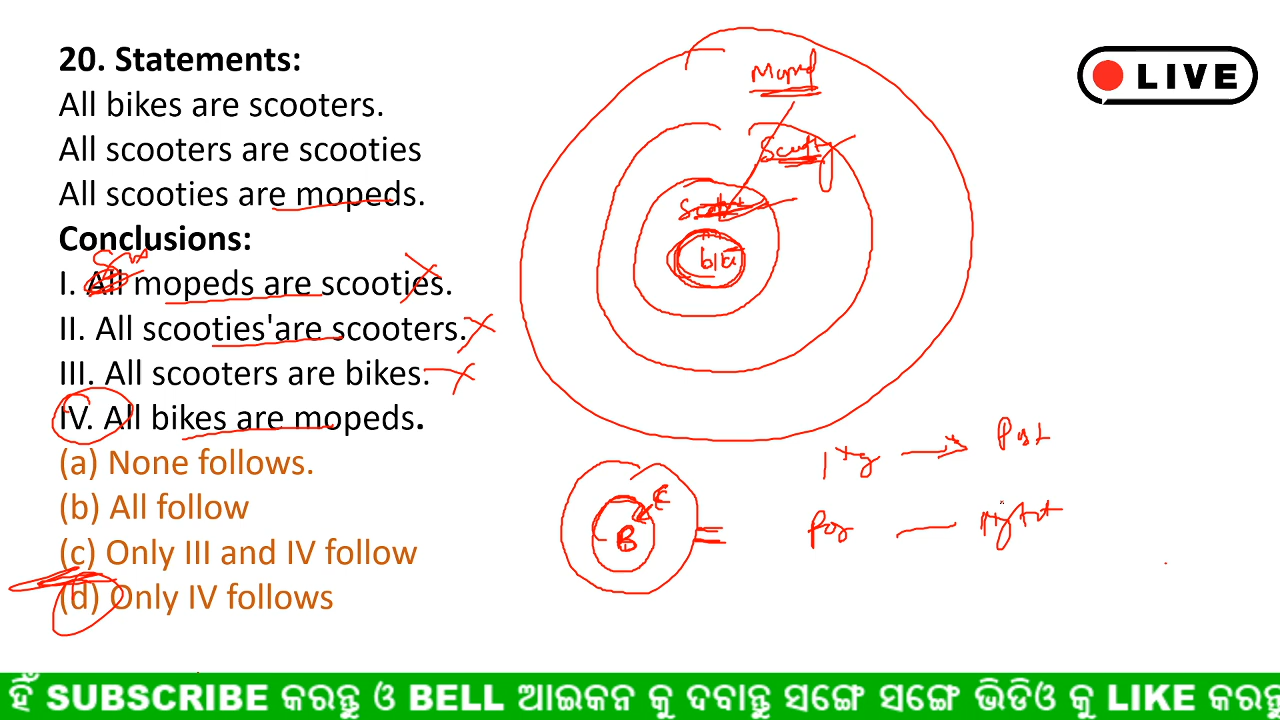 20. Statements:
All bikes are scooters.
All scooters are scooties
All scooties are mopeds.
Conclusions:
I. All mopeds are scooties.
II. All scooties'are scooters.
III. All scooters are bikes.
IV. All bikes are mopeds.
(a) None follows.
(b) All follow
(c) Only III and IV follow
(d) Only IV follows
Moped
Scooty
B
LIVE
ହିଁ SUBSCRIBE କରନ୍ତୁ ଓ BELL ଆଇକନ କୁ ଦବାନ୍ତୁ ସଙ୍ଗେ ସଙ୍ଗେ ଭିଡିଓ କୁ LIKE କରନ୍ତୁ